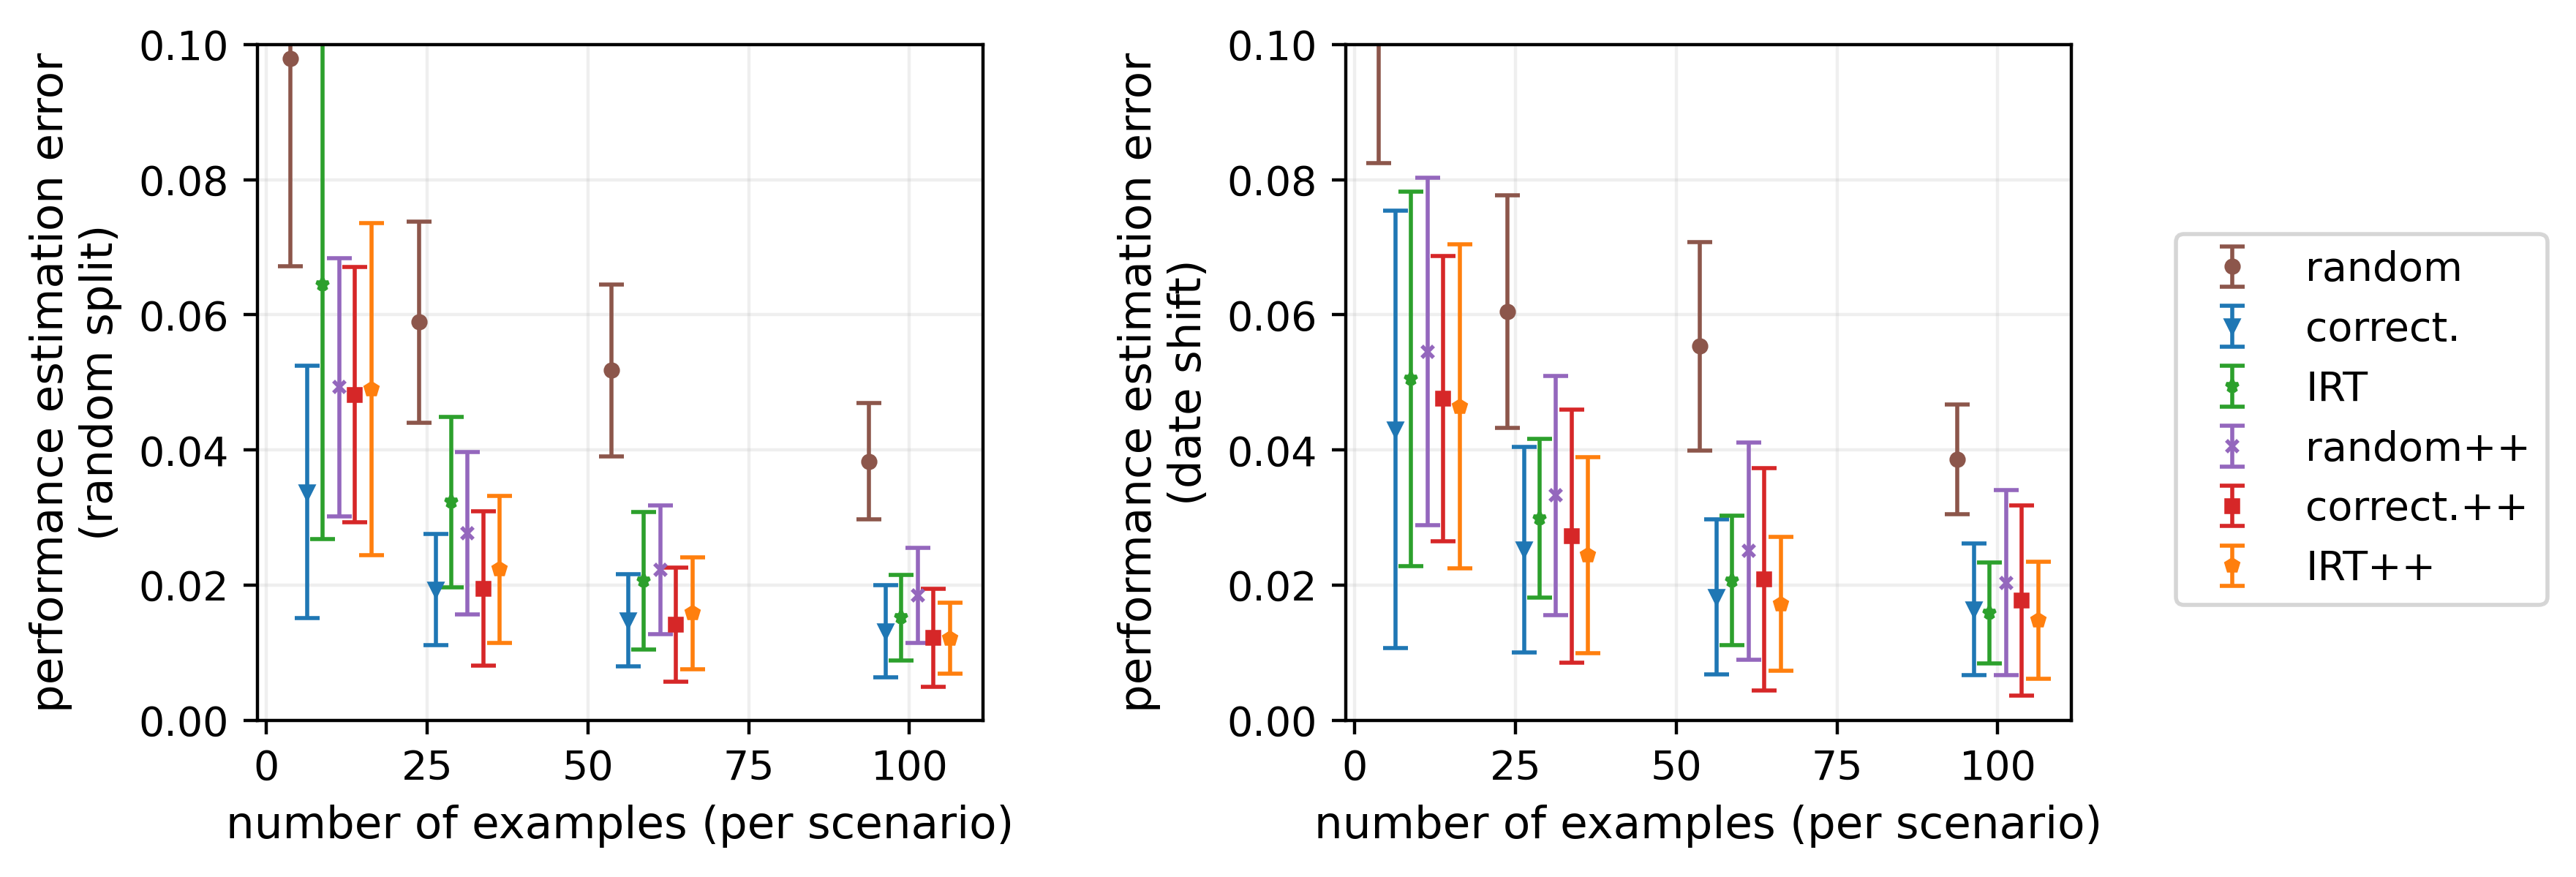 performance estimation error
(random split)
0.10
0.08
0.06
0.04
0.02
0.00
0 25 50 75 100
number of examples (per scenario)
performance estimation error
(date shift)
0.10
0.08
0.06
0.04
0.02
0.00
0 25 50 75 100
number of examples (per scenario)
random
correct.
IRT
random++
correct.++
IRT++